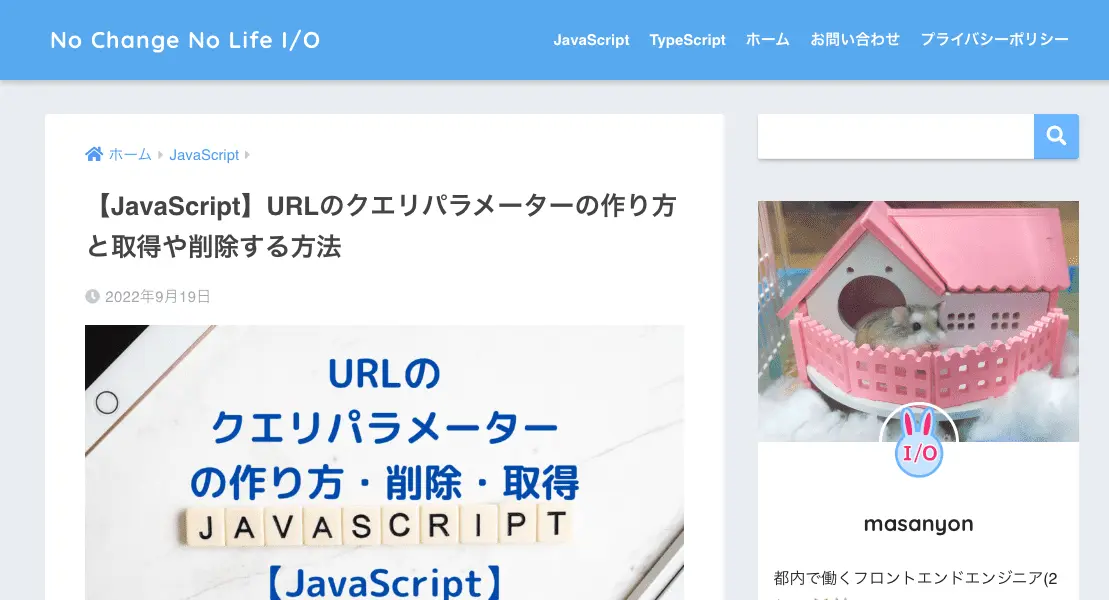 No Change No Life I/O
JavaScript TypeScript ホーム お問い合わせ プライバシーポリシー
ホーム JavaScript
【JavaScript】URLのクエリパラメーターの作り方
と取得や削除する方法
2022年9月19日
URLの
クエリパラメーター
の作り方・削除・取得
JAVASCRIPT
【JavaScript】
I/O
masanyon
都内で働くフロントエンドエンジニア(2